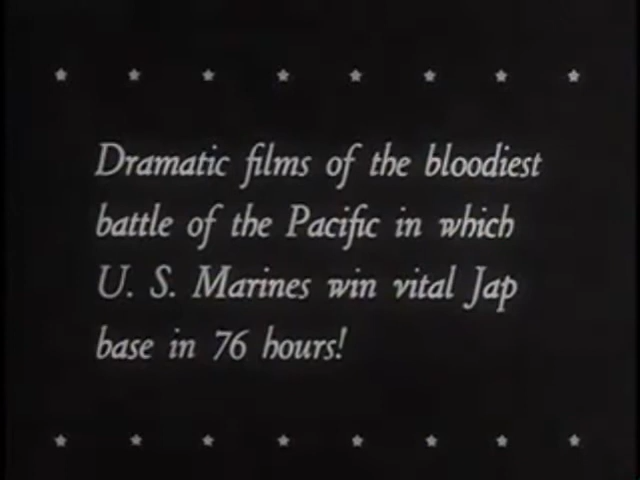 Dramatic films of the bloodiest
battle of the Pacific in which
U. S. Marines win vital Jap
base in 76 hours!